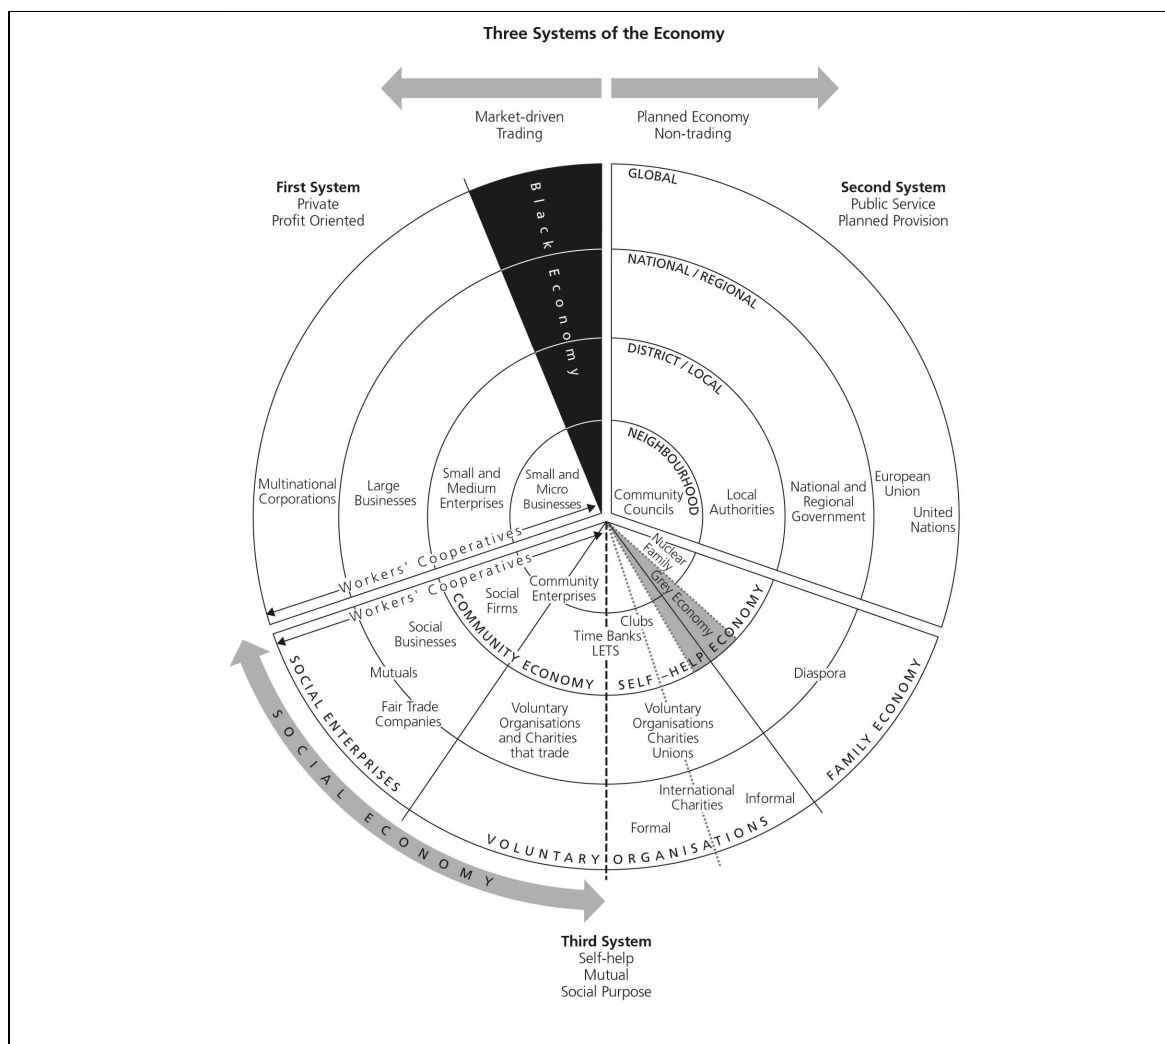 Three Systems of the Economy
Market-driven
Trading
Planned Economy
Non-trading
First System
Private
Profit Oriented
Second System
Public Service
Planned Provision
Black Economy
GLOBAL
NATIONAL / REGIONAL
DISTRICT / LOCAL
NEIGHBOURHOOD
Multinational
Corporations
Large
Businesses
Small and
Medium
Enterprises
Small and
Micro
Businesses
Community
Councils
Local
Authorities
National and
Regional
Government
European
Union
United
Nations
Workers' Cooperatives
Workers' Cooperatives
Nuclear
Family
Grey Economy
Community
Enterprises
Social
Firms
Social
Businesses
Mutuals
Fair Trade
Companies
Clubs
Time Banks
LETS
COMMUNITY ECONOMY
SELF-HELP ECONOMY
Diaspora
Voluntary
Organisations
and Charities
that trade
Voluntary
Organisations
Charities
Unions
International
Charities
Informal
Formal
SOCIAL ENTERPRISES
VOLUNTARY ORGANISATIONS
FAMILY ECONOMY
SOCIAL ECONOMY
Third System
Self-help
Mutual
Social Purpose